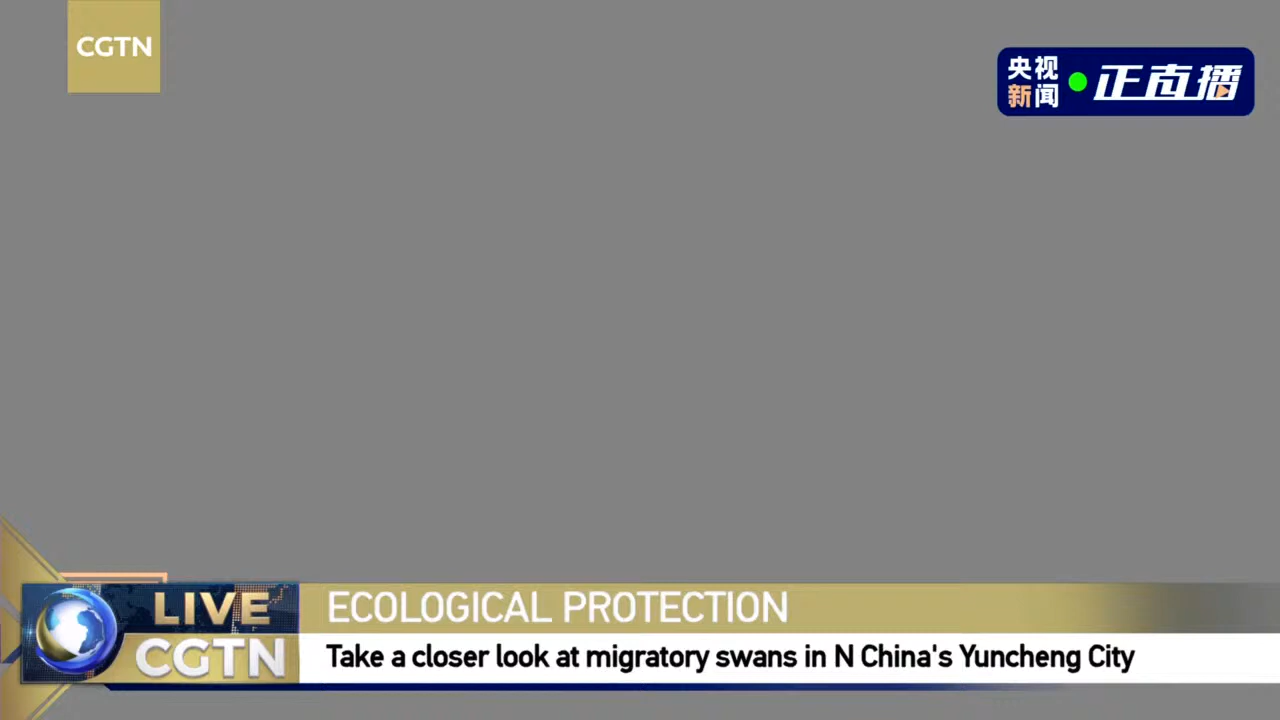 CGTN
央视
新闻
正直播
LIVE
CGTN
ECOLOGICAL PROTECTION
Take a closer look at migratory swans in N China's Yuncheng City